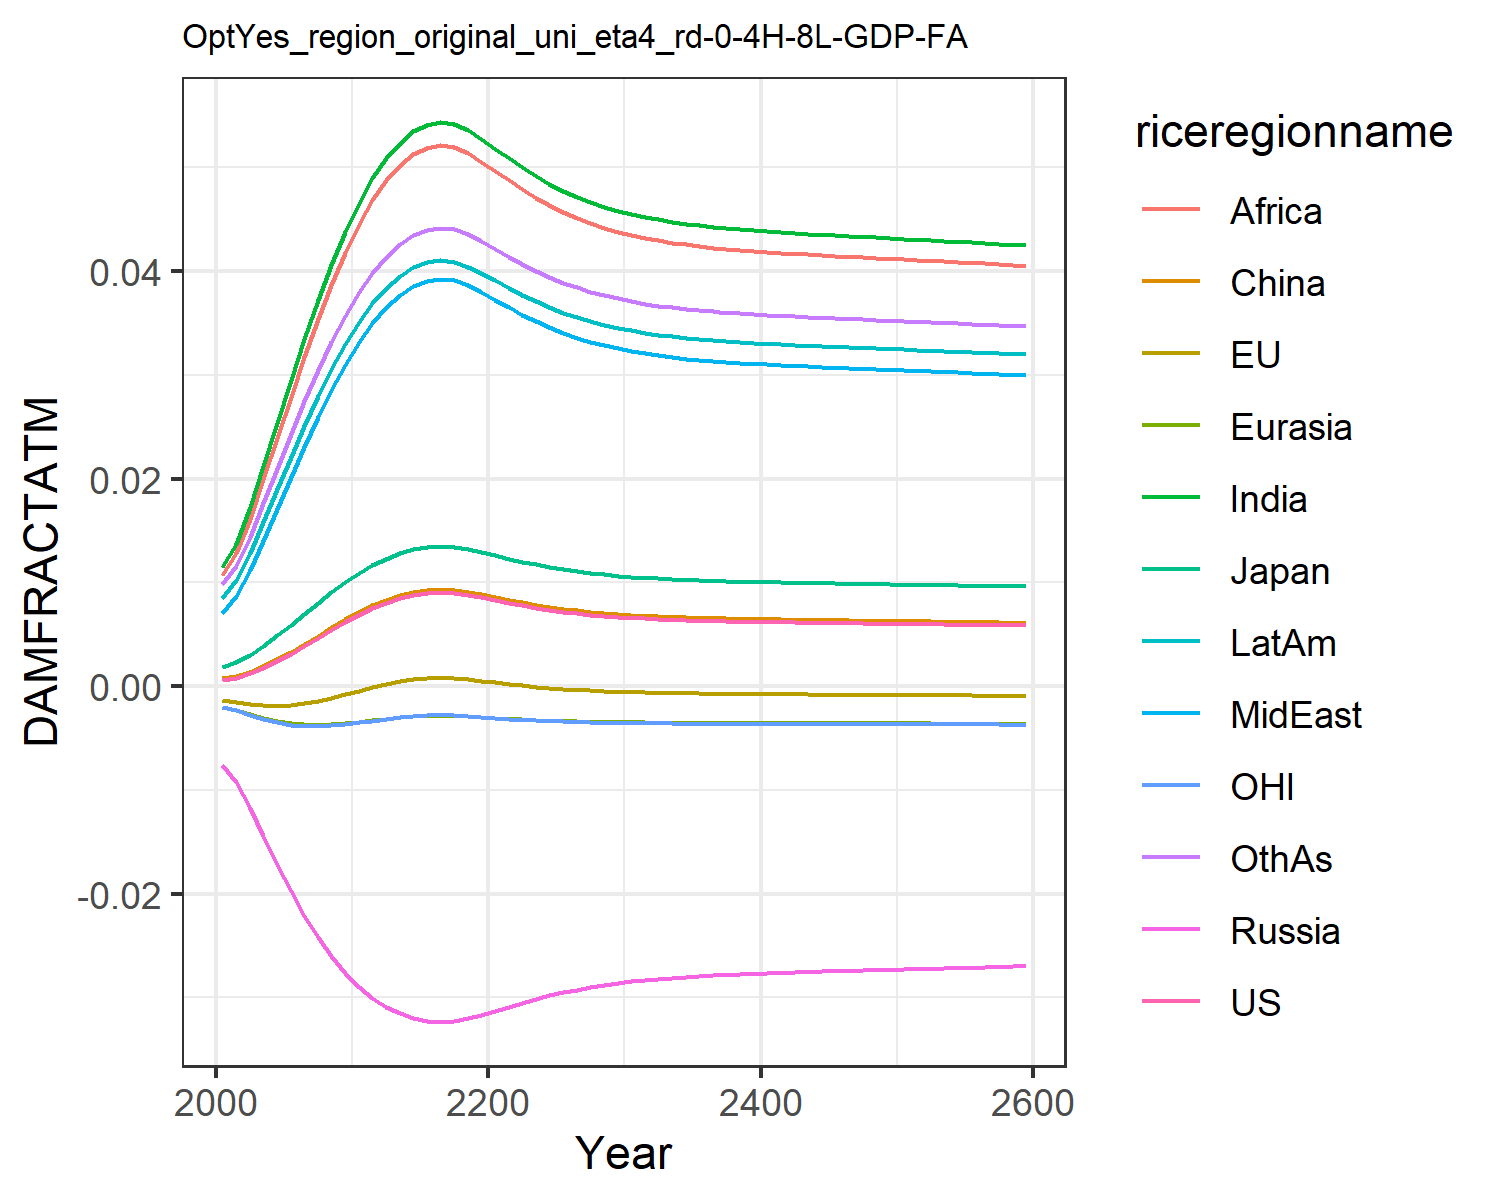 OptYes_region_original_uni_eta4_rd-0-4H-8L-GDP-FA
DAMFRACTATM
0.04
0.02
0.00
-0.02
2000 2200 2400 2600
Year
riceregionname
Africa
China
EU
Eurasia
India
Japan
LatAm
MidEast
OHI
OthAs
Russia
US